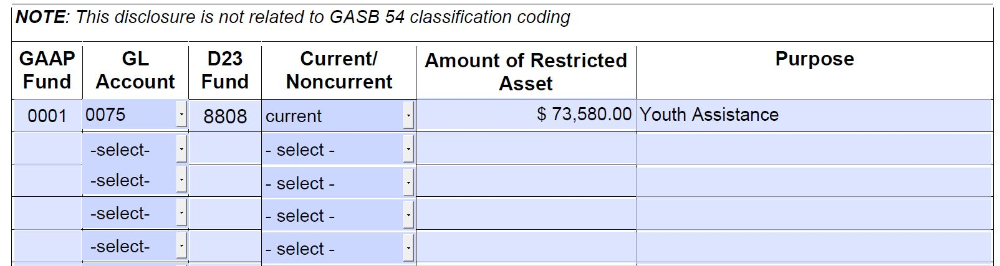 NOTE: This disclosure is not related to GASB 54 classification coding
GAAP Fund GL Account D23 Fund Current/ Noncurrent Amount of Restricted Asset Purpose
0001 0075 8808 current $ 73,580.00 Youth Assistance
-select- - select -
-select- - select -
-select- - select -
-select- - select -